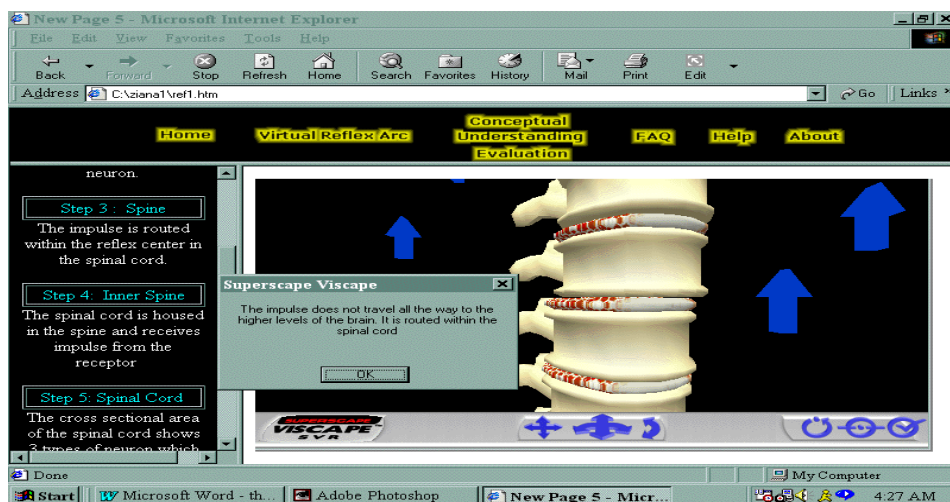 New Page 5 - Microsoft Internet Explorer
File Edit View Favorites Tools Help
Back Forward Stop Refresh Home Search Favorites History Mail Print Edit
Address C:\ziana1\ref1.htm Go Links
Home Virtual Reflex Arc Conceptual Understanding Evaluation FAQ Help About
neuron.
Step 3 : Spine
The impulse is routed
within the reflex center in
the spinal cord.
Step 4: Inner Spine
The spinal cord is housed
in the spine and receives
impulse from the
receptor
Step 5: Spinal Cord
The cross sectional area
of the spinal cord shows
3 types of neuron which
Superscape Viscape
The impulse does not travel all the way to the
higher levels of the brain. It is routed within the
spinal cord
OK
SUPERSCAPE
VISCAPE
SVR
Done My Computer
Start Microsoft Word - th... Adobe Photoshop New Page 5 - Micr... 4:27 AM